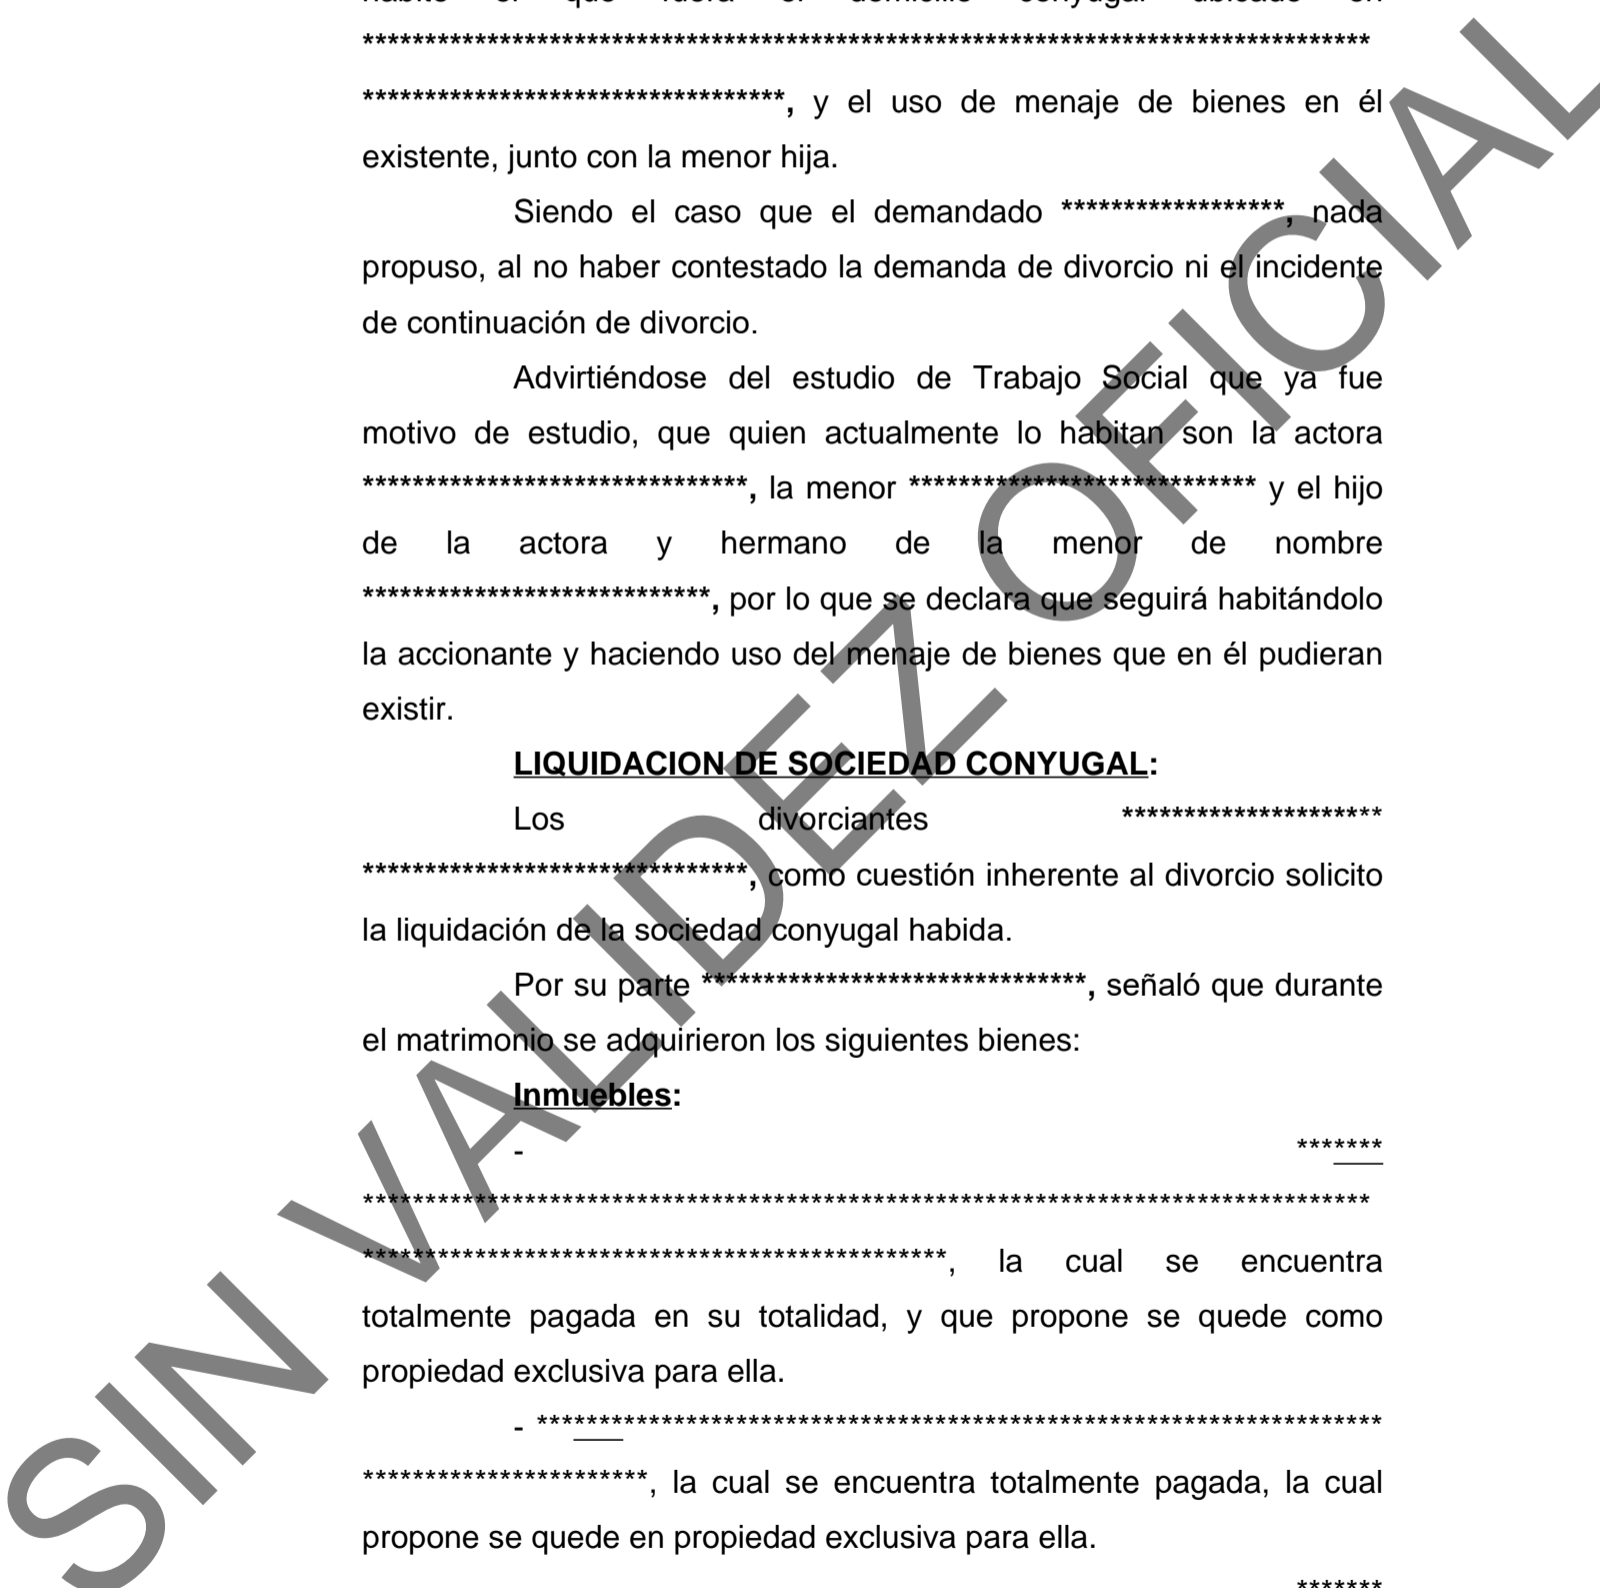 que el domicilio conyugal ubicado en
*********************************************************************************
**********************************, y el uso de menaje de bienes en él
existente, junto con la menor hija.
Siendo el caso que el demandado ******************, nada
propuso, al no haber contestado la demanda de divorcio ni el incidente
de continuación de divorcio.
Advirtiéndose del estudio de Trabajo Social que ya fue
motivo de estudio, que quien actualmente lo habitan son la actora
*******************************, la menor **************************** y el hijo
de la actora y hermano de la menor de nombre
****************************, por lo que se declara que seguirá habitándolo
la accionante y haciendo uso del menaje de bienes que en él pudieran
existir.
LIQUIDACION DE SOCIEDAD CONYUGAL:
Los divorciantes *********************
*******************************, como cuestión inherente al divorcio solicito
la liquidación de la sociedad conyugal habida.
Por su parte *******************************, señaló que durante
el matrimonio se adquirieron los siguientes bienes:
Inmuebles:
- *******
*********************************************************************************
***********************************************, la cual se encuentra
totalmente pagada en su totalidad, y que propone se quede como
propiedad exclusiva para ella.
- ********************************************************************
***********************, la cual se encuentra totalmente pagada, la cual
propone se quede en propiedad exclusiva para ella.
*******
SIN VALIDEZ OFICIAL